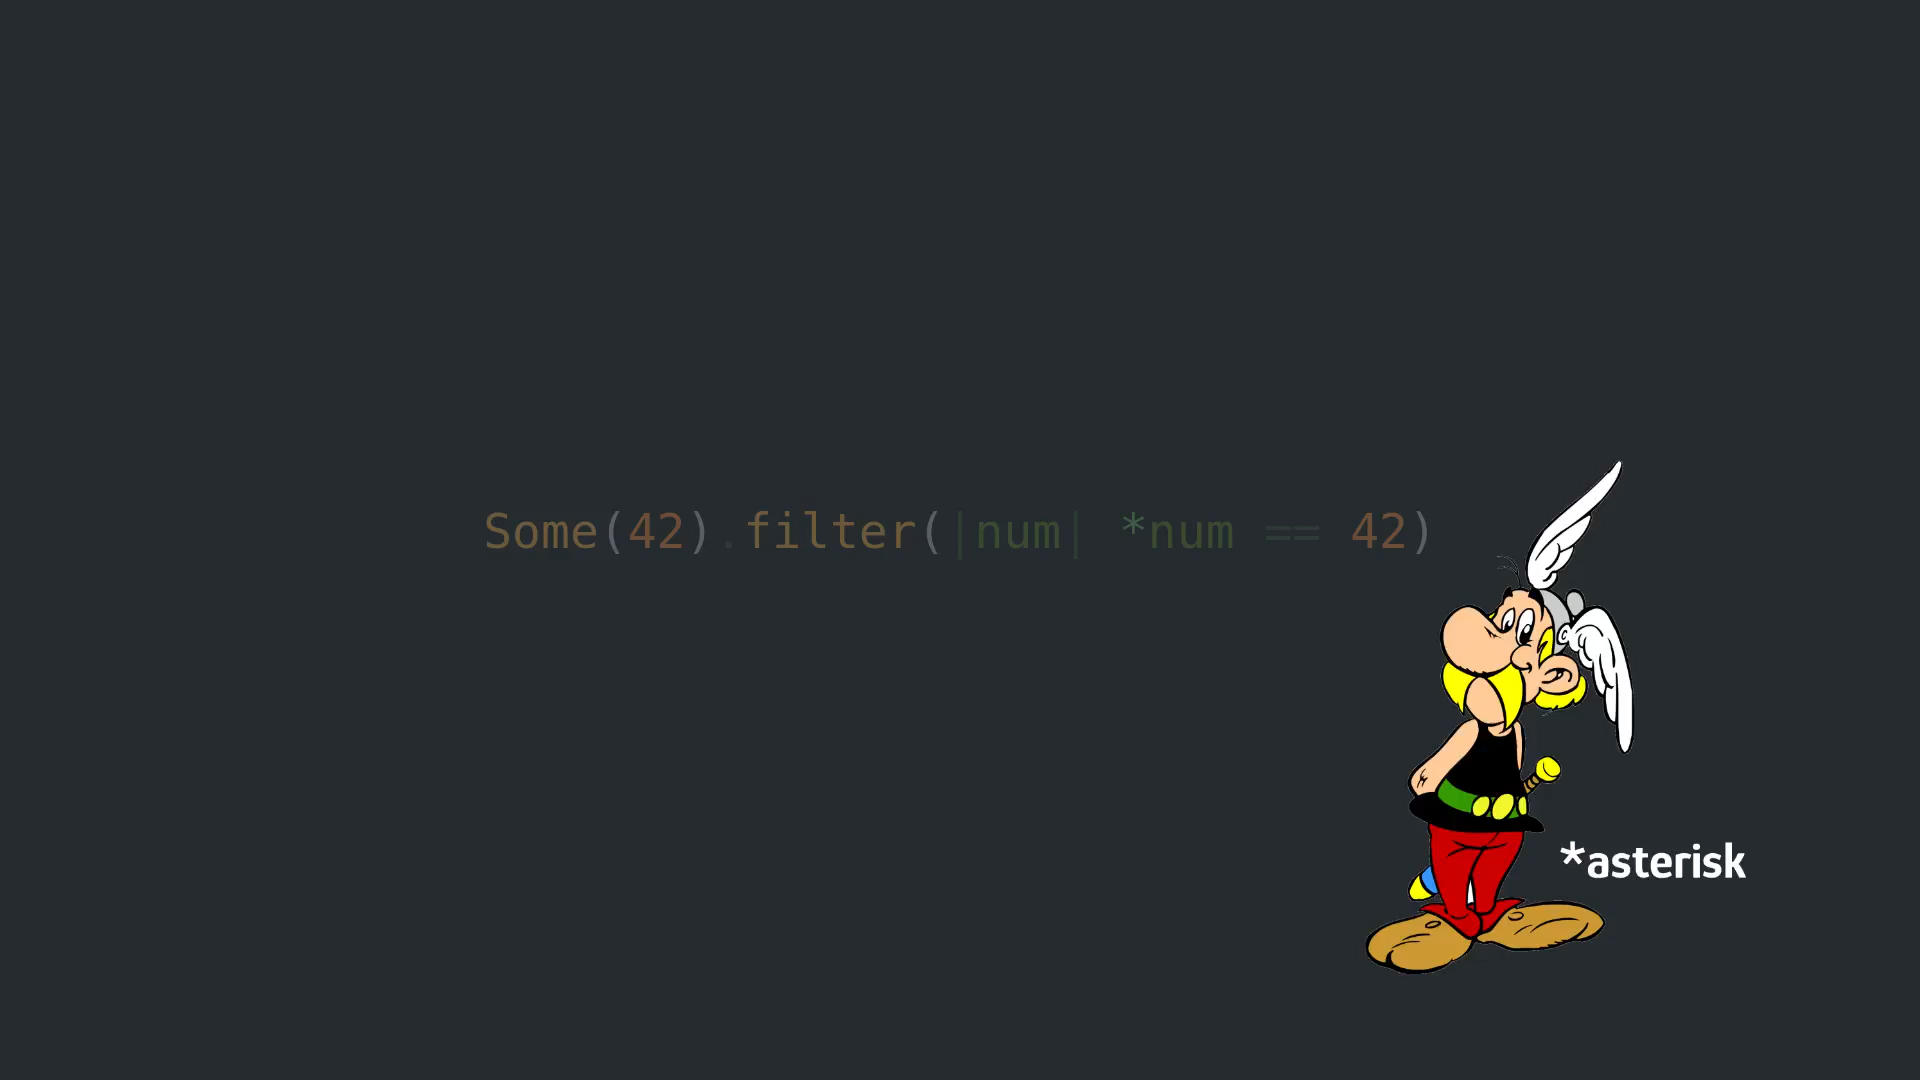 Some(42).filter(|num| *num == 42)
*asterisk